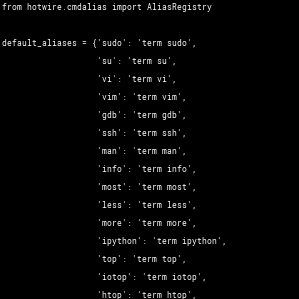 from hotwire.cmdalias import AliasRegistry
default_aliases = {'sudo': 'term sudo',
'su': 'term su',
'vi': 'term vi',
'vim': 'term vim',
'gdb': 'term gdb',
'ssh': 'term ssh',
'man': 'term man',
'info': 'term info',
'most': 'term most',
'less': 'term less',
'more': 'term more',
'ipython': 'term ipython',
'top': 'term top',
'iotop': 'term iotop',
'htop': 'term htop,